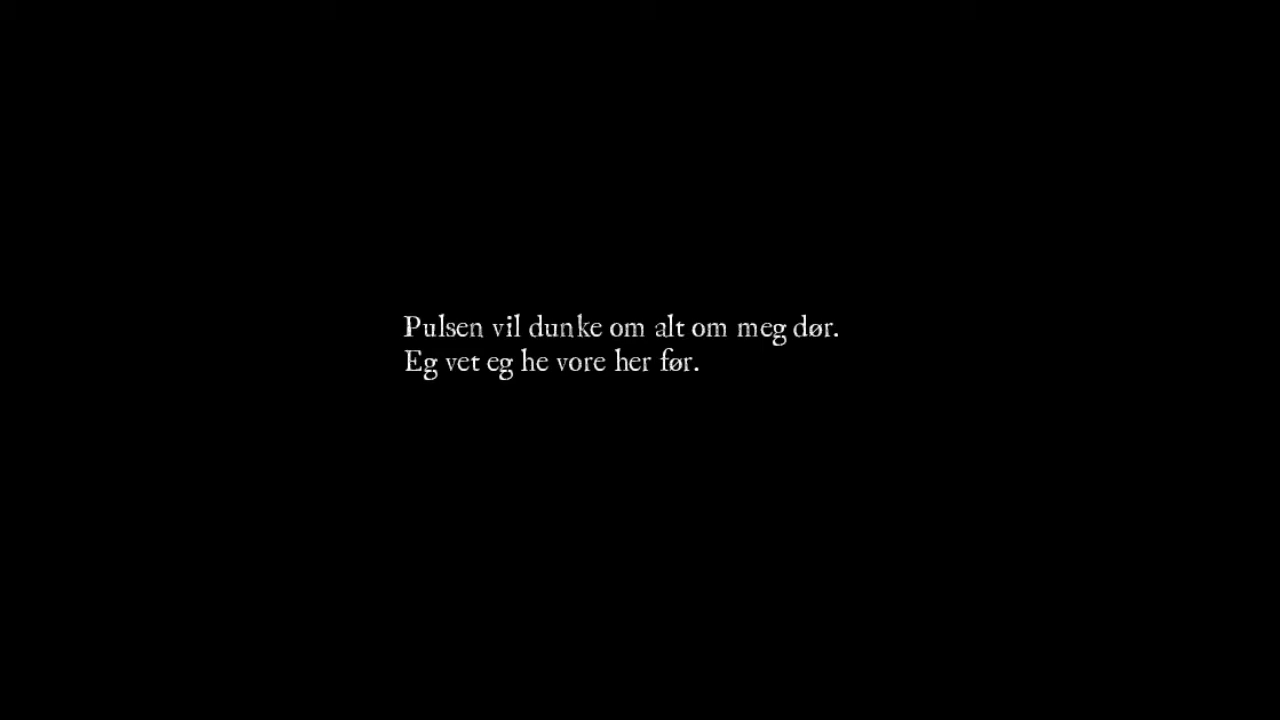 Pulsen vil dunke om alt om meg dør.
Eg vet eg he vore her før.